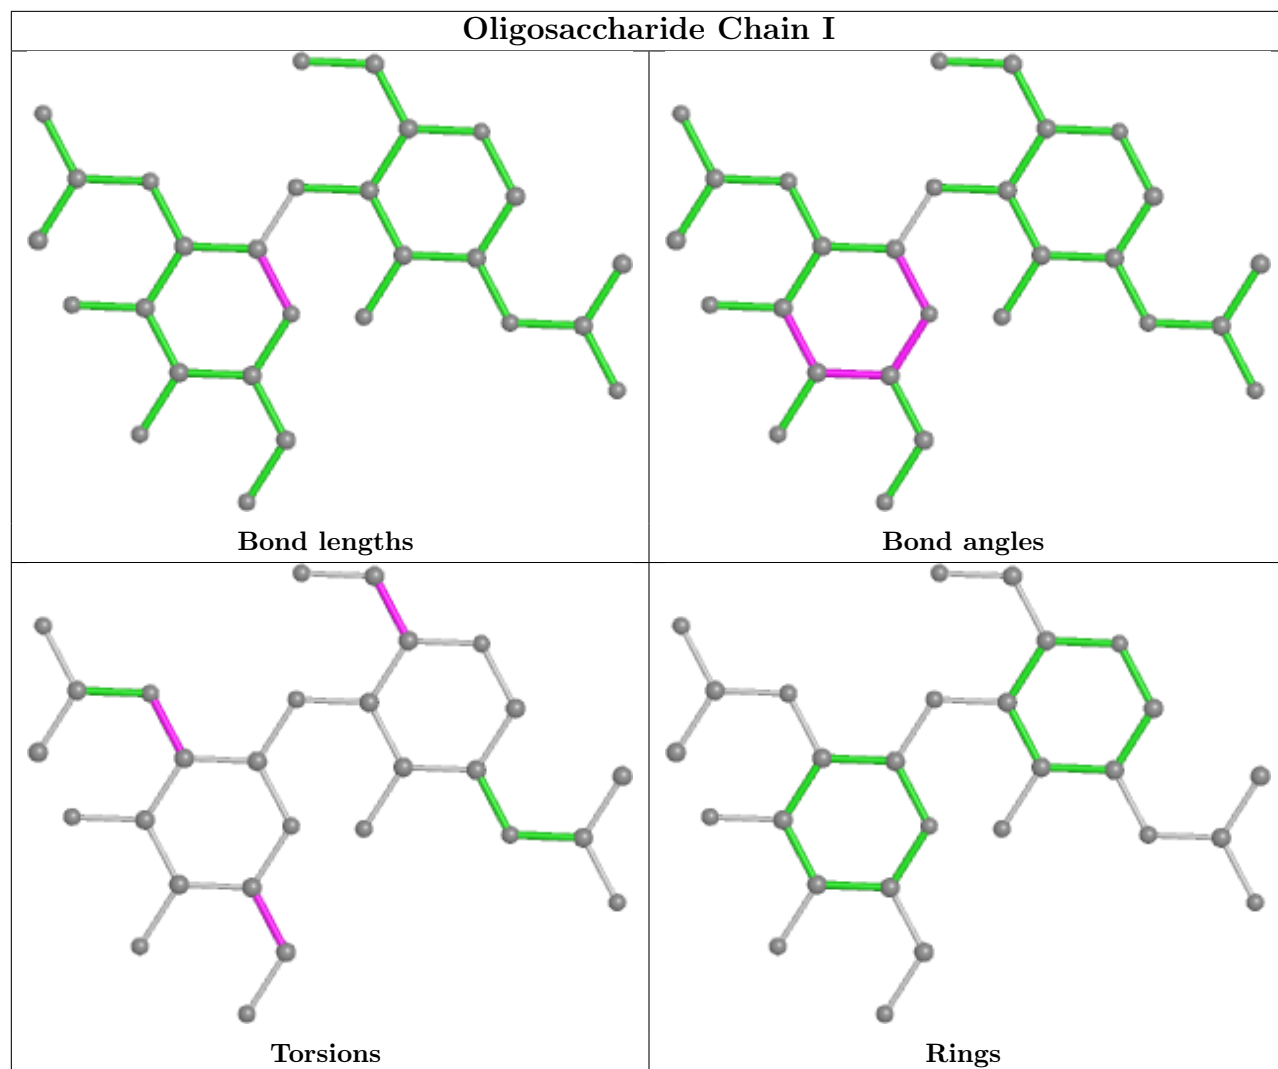 Oligosaccharide Chain I
Bond lengths
Bond angles
Torsions
Rings